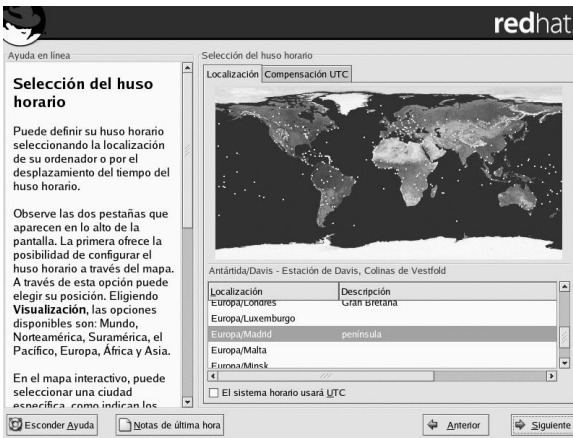 redhat
Ayuda en línea
Selección del huso
horario
Puede definir su huso horario
seleccionando la localización
de su ordenador o por el
desplazamiento del tiempo del
huso horario.
Observe las dos pestañas que
aparecen en lo alto de la
pantalla. La primera ofrece la
posibilidad de configurar el
huso horario a través del mapa.
A través de esta opción puede
elegir su posición. Eligiendo
Visualización, las opciones
disponibles son: Mundo,
Norteamérica, Suramérica, el
Pacífico, Europa, África y Asia.
En el mapa interactivo, puede
seleccionar una ciudad
específica, como indican los
Selección del huso horario
Localización Compensación UTC
Antártida/Davis - Estación de Davis, Colinas de Vestfold
Localización Descripción
Europa/Londres Gran Bretaña
Europa/Luxemburgo
Europa/Madrid península
Europa/Malta
Europa/Minsk
El sistema horario usará UTC
Esconder Ayuda Notas de última hora Anterior Siguiente